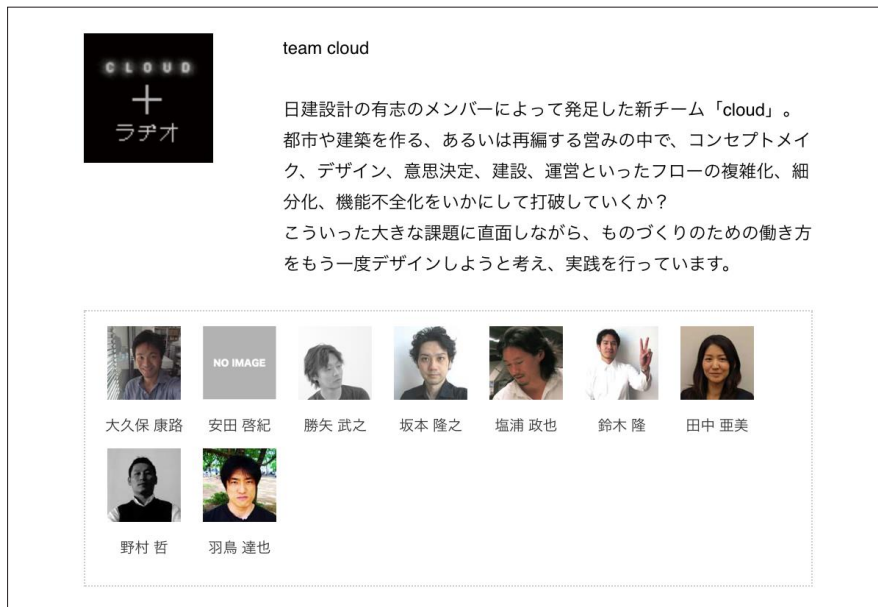 CLOUD
＋
ラヂオ
team cloud
日建設計の有志のメンバーによって発足した新チーム「cloud」。
都市や建築を作る、あるいは再編する営みの中で、コンセプトメイ
ク、デザイン、意思決定、建設、運営といったフローの複雑化、細
分化、機能不全化をいかにして打破していくか？
こういった大きな課題に直面しながら、ものづくりのための働き方
をもう一度デザインしようと考え、実践を行っています。
NO IMAGE
大久保 康路 安田 啓紀 勝矢 武之 坂本 隆之 塩浦 政也 鈴木 隆 田中 亜美
野村 哲 羽鳥 達也